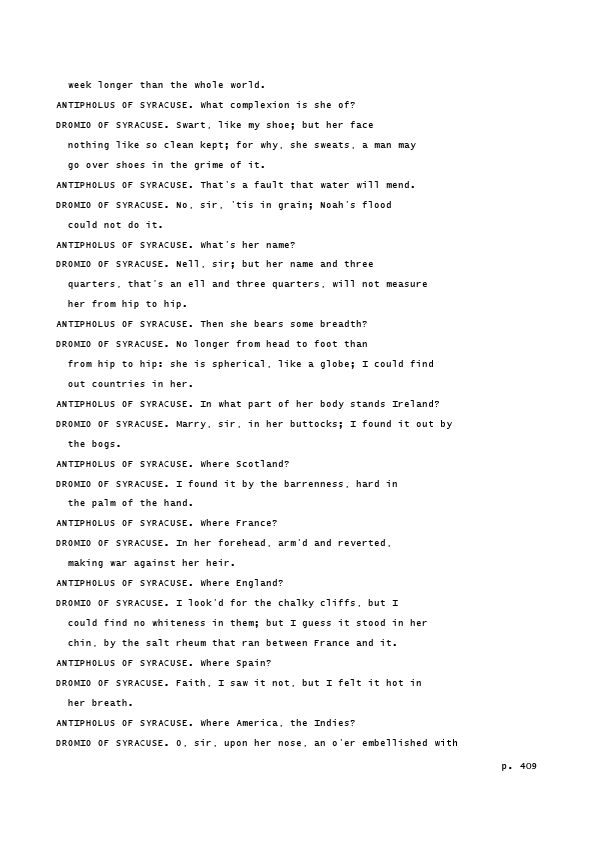 week longer than the whole world.
ANTIPHOLUS OF SYRACUSE. What complexion is she of?
DROMIO OF SYRACUSE. Swart, like my shoe; but her face
nothing like so clean kept; for why, she sweats, a man may
go over shoes in the grime of it.
ANTIPHOLUS OF SYRACUSE. That's a fault that water will mend.
DROMIO OF SYRACUSE. No, sir, 'tis in grain; Noah's flood
could not do it.
ANTIPHOLUS OF SYRACUSE. What's her name?
DROMIO OF SYRACUSE. Nell, sir; but her name and three
quarters, that's an ell and three quarters, will not measure
her from hip to hip.
ANTIPHOLUS OF SYRACUSE. Then she bears some breadth?
DROMIO OF SYRACUSE. No longer from head to foot than
from hip to hip: she is spherical, like a globe; I could find
out countries in her.
ANTIPHOLUS OF SYRACUSE. In what part of her body stands Ireland?
DROMIO OF SYRACUSE. Marry, sir, in her buttocks; I found it out by
the bogs.
ANTIPHOLUS OF SYRACUSE. Where Scotland?
DROMIO OF SYRACUSE. I found it by the barrenness, hard in
the palm of the hand.
ANTIPHOLUS OF SYRACUSE. Where France?
DROMIO OF SYRACUSE. In her forehead, arm'd and reverted,
making war against her heir.
ANTIPHOLUS OF SYRACUSE. Where England?
DROMIO OF SYRACUSE. I look'd for the chalky cliffs, but I
could find no whiteness in them; but I guess it stood in her
chin, by the salt rheum that ran between France and it.
ANTIPHOLUS OF SYRACUSE. Where Spain?
DROMIO OF SYRACUSE. Faith, I saw it not, but I felt it hot in
her breath.
ANTIPHOLUS OF SYRACUSE. Where America, the Indies?
DROMIO OF SYRACUSE. O, sir, upon her nose, an o'er embellished with
p. 409